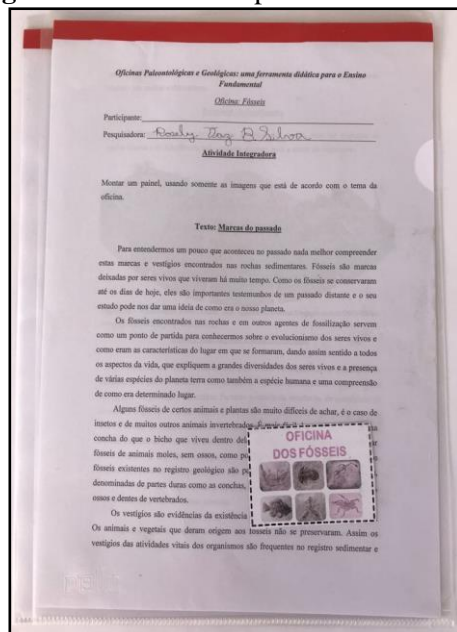 Oficinas Paleontológicas e Geológicas: uma ferramenta didática para o Ensino
Fundamental
Oficina: Fósseis
Participante:
Pesquisadora: Rosely Silva
Atividade Integradora
Montar um painel, usando somente as imagens que está de acordo com o tema da
oficina.
Texto: Marcas do passado
Para entendermos um pouco que aconteceu no passado nada melhor compreender
estas marcas e vestígios encontrados nas rochas sedimentares. Fósseis são marcas
deixadas por seres vivos que viveram há muito tempo. Como os fósseis se conservaram
até os dias de hoje, eles são importantes testemunhos de um passado distante e o seu
estado pode nos dar uma ideia de como era o nosso planeta.
Os fósseis encontrados nas rochas e em outros agentes de fossilização servem
como um ponto de partida para conhecermos sobre e evolucionismo dos seres vivos e
como eram as características do lugar em que se formaram, dando assim sentido a todos
os aspectos da vida, que expliquem a grandes diversidades dos seres vivos e a presença
de várias espécies do planeta terra como também a espécie humana e uma compreensão
de como era determinado lugar.
Alguns fósseis de certos animais e plantas são muito difíceis de achar, é o caso de
insetos e de muitos outros animais invertebrados.
concha do que o bicho que viveu dentro
fósseis de animais moles, sem ossos, como
fósseis existentes no registro geológico são
denominadas de partes duras como as conchas,
ossos e dentes de vertebrados.
OFICINA
DOS FÓSSEIS
Os vestígios são evidências da existência
Os animais e vegetais que deram origem aos fósseis não se preservaram. Assim os
vestígios das atividades vitais dos organismos são frequentes no registro sedimentar e